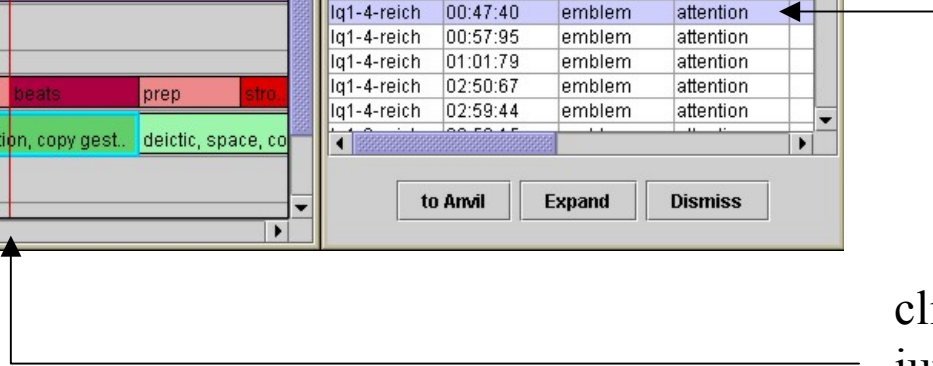 lq1-4-reich 00:47:40 emblem attention
lq1-4-reich 00:57:95 emblem attention
lq1-4-reich 01:01:79 emblem attention
lq1-4-reich 02:50:67 emblem attention
lq1-4-reich 02:59:44 emblem attention
beats prep stro..
tion, copy gest.. deictic, space, co
to Anvil Expand Dismiss